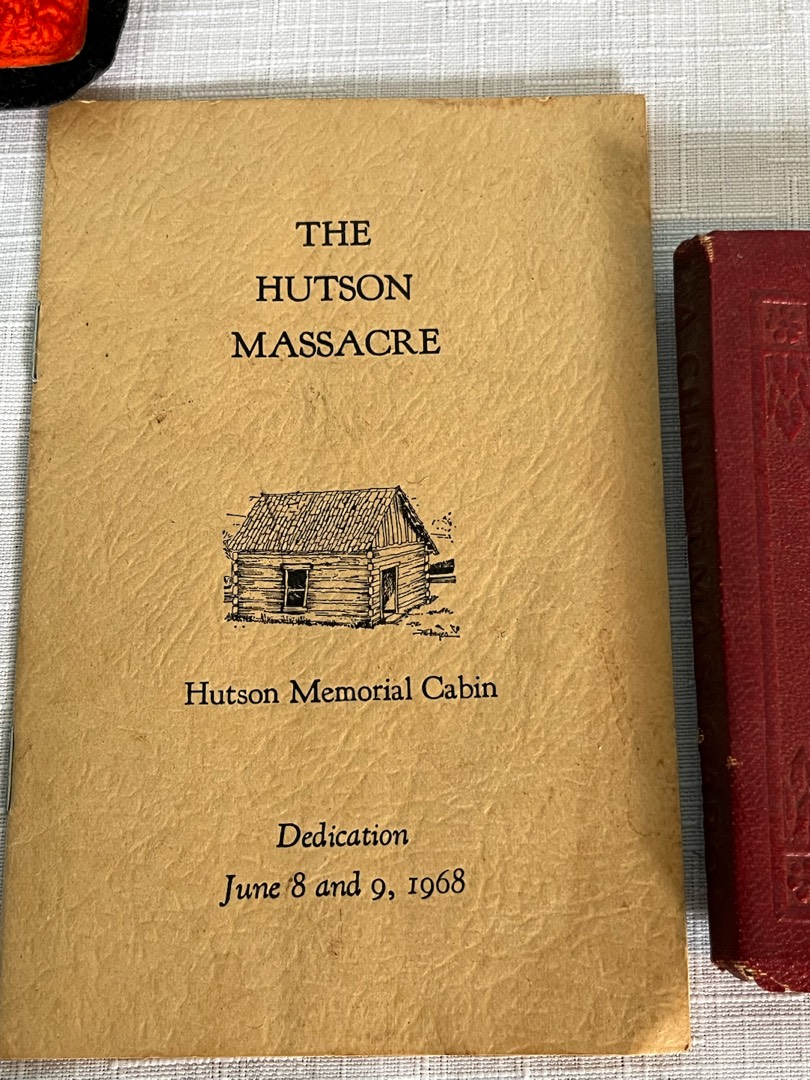 THE
HUTSON
MASSACRE
Hutson Memorial Cabin
Dedication
June 8 and 9, 1968